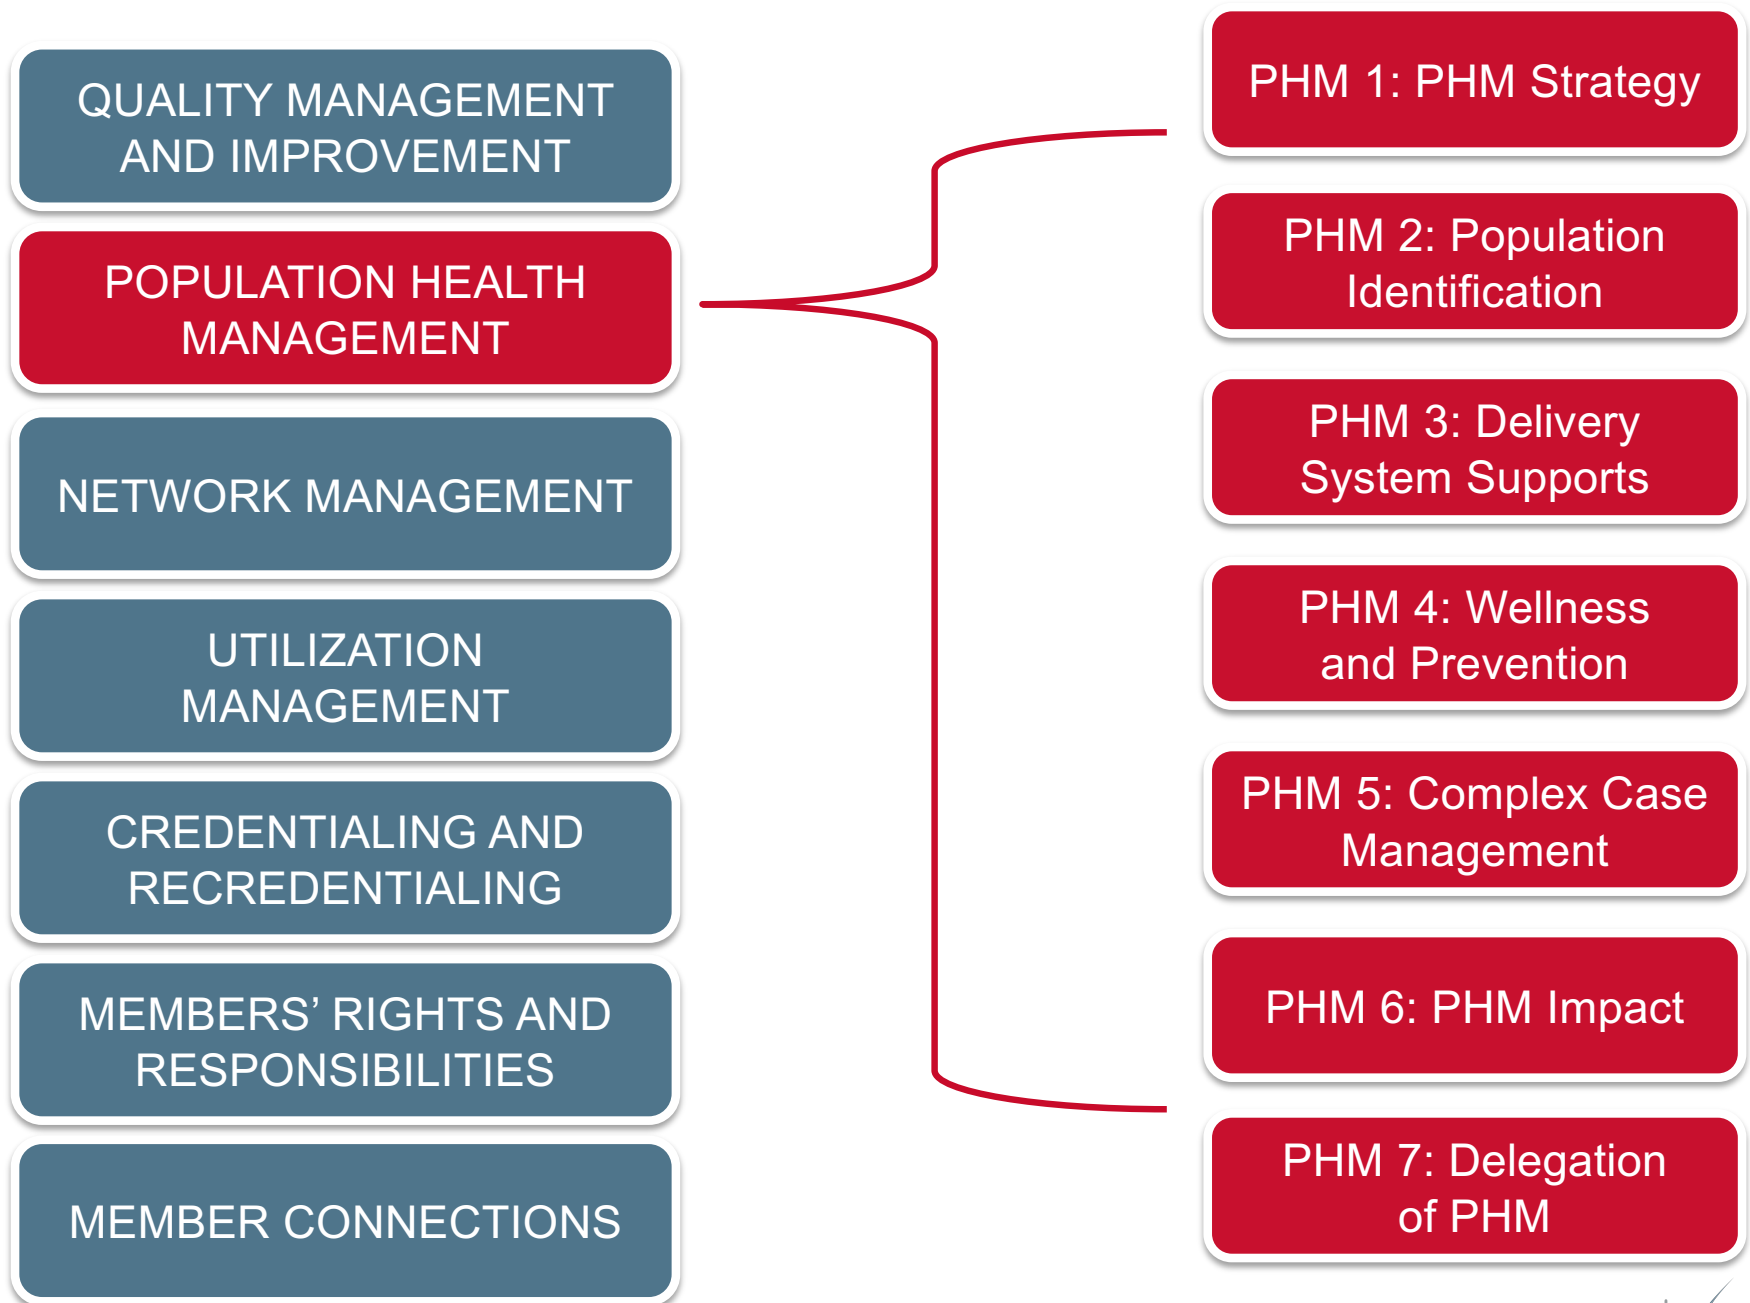 QUALITY MANAGEMENT
AND IMPROVEMENT
POPULATION HEALTH
MANAGEMENT
NETWORK MANAGEMENT
UTILIZATION
MANAGEMENT
CREDENTIALING AND
RECREDENTIALING
MEMBERS’ RIGHTS AND
RESPONSIBILITIES
MEMBER CONNECTIONS
PHM 1: PHM Strategy
PHM 2: Population
Identification
PHM 3: Delivery
System Supports
PHM 4: Wellness
and Prevention
PHM 5: Complex Case
Management
PHM 6: PHM Impact
PHM 7: Delegation
of PHM